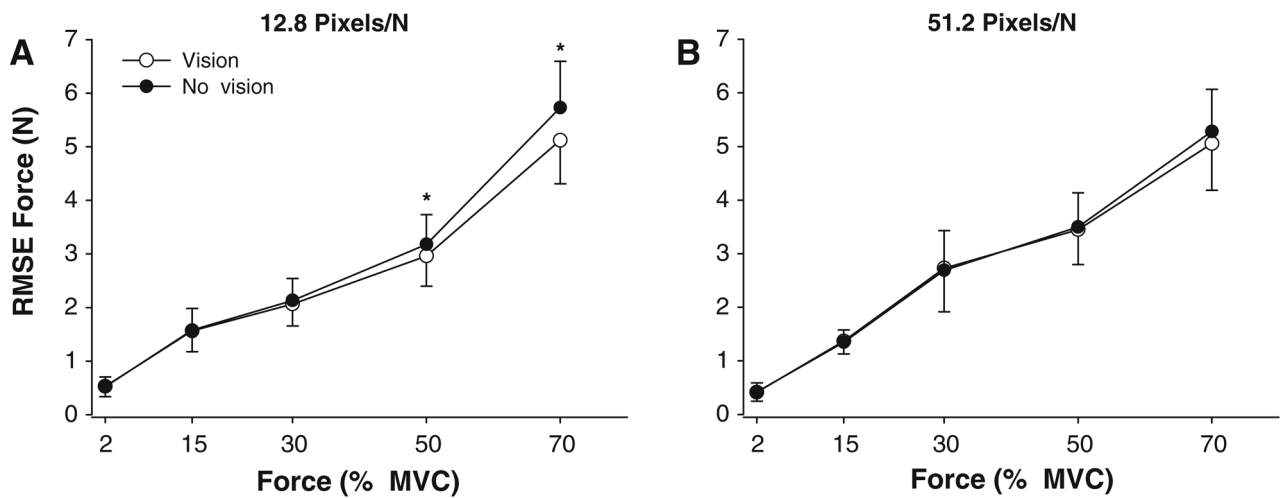 12.8 Pixels/N
A
7
6
5
4
3
2
1
0
RMSE Force (N)
Vision
No vision
*
*
2 15 30 50 70
Force (% MVC)
51.2 Pixels/N
B
7
6
5
4
3
2
1
0
2 15 30 50 70
Force (% MVC)